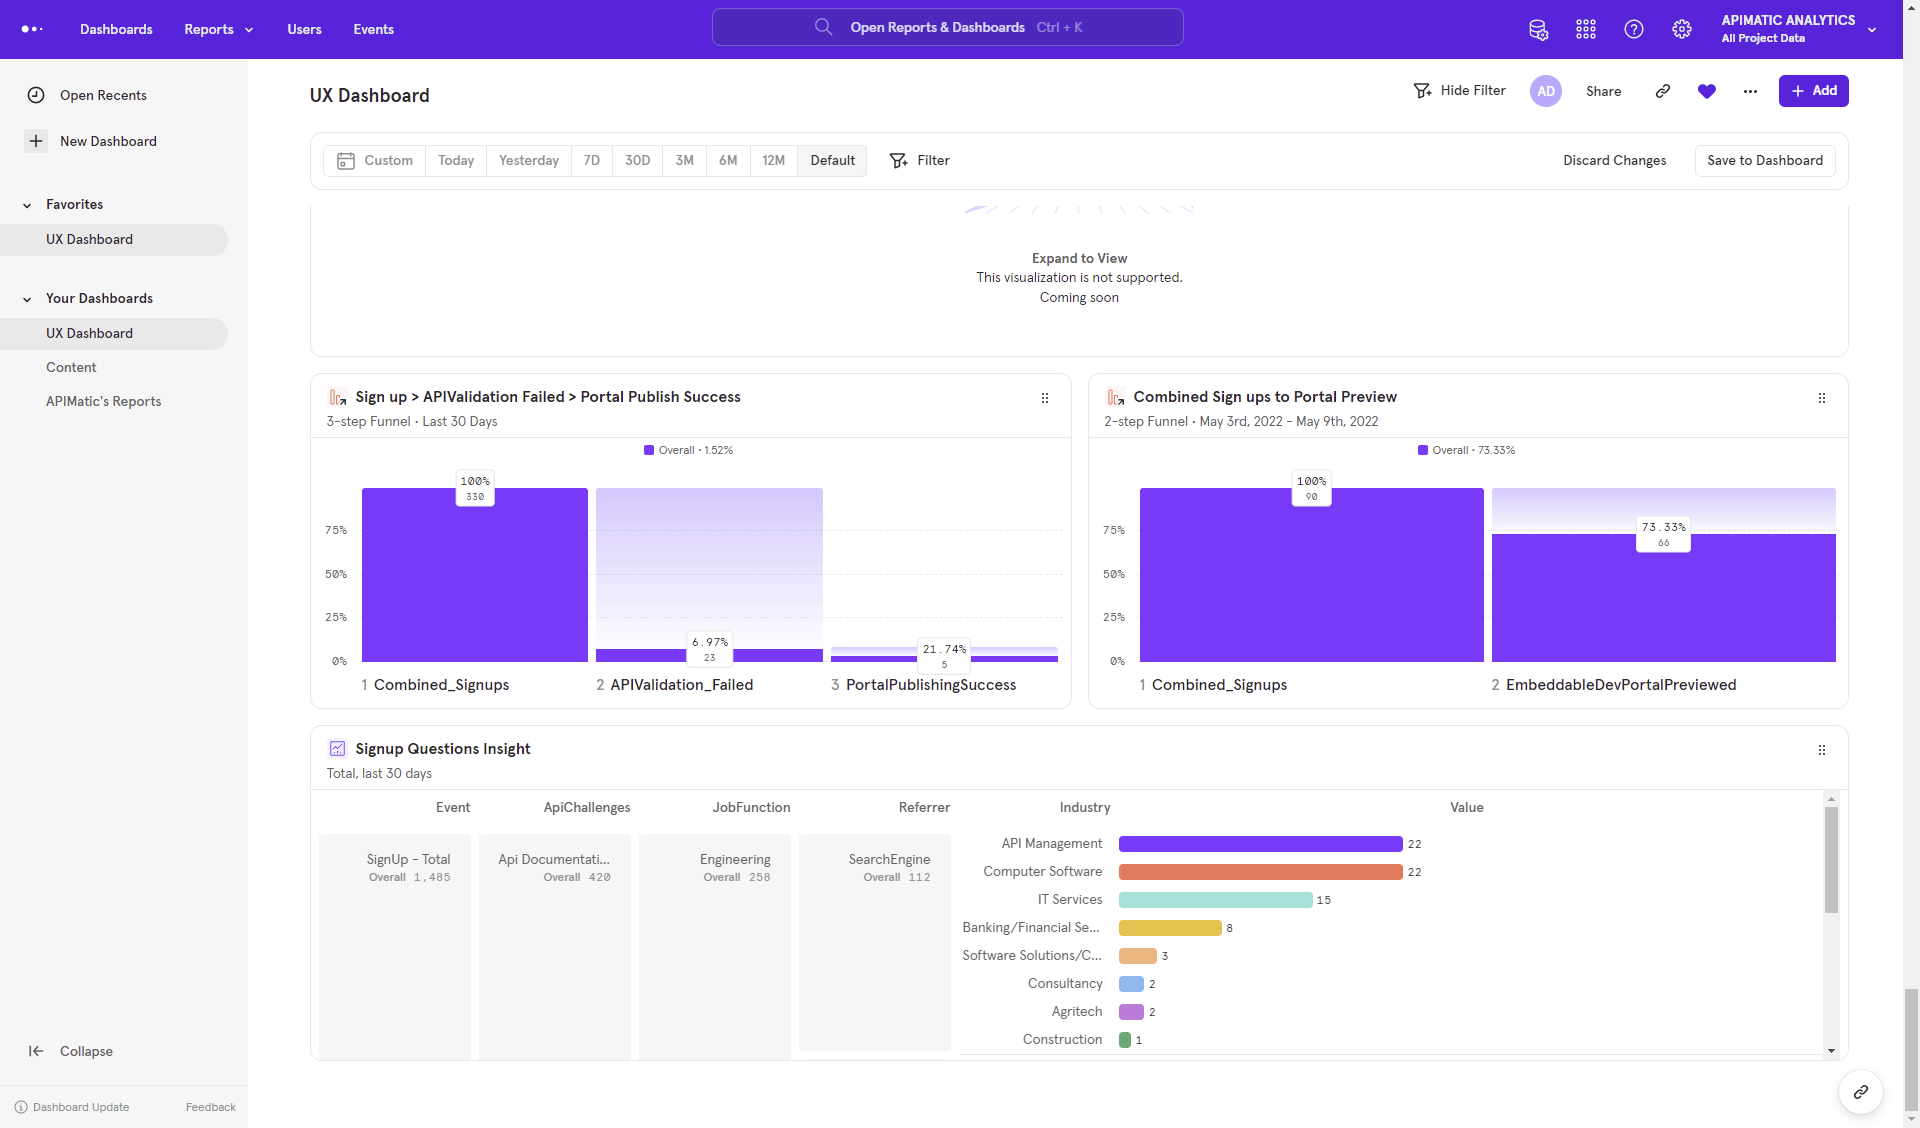 Dashboards
Reports
Users
Events
Open Reports & Dashboards Ctrl + K
APIMATIC ANALYTICS
All Project Data
Open Recents
New Dashboard
Favorites
UX Dashboard
Your Dashboards
UX Dashboard
Content
APIMatic's Reports
Collapse
Dashboard Update
Feedback
UX Dashboard
Hide Filter
AD
Share
Add
Custom
Today
Yesterday
7D
30D
3M
6M
12M
Default
Filter
Discard Changes
Save to Dashboard
Expand to View
This visualization is not supported.
Coming soon
Sign up > APIValidation Failed > Portal Publish Success
3-step Funnel • Last 30 Days
Overall • 1.52%
100%
330
75%
50%
25%
0%
6.97%
23
21.74%
5
1 Combined_Signups
2 APIValidation_Failed
3 PortalPublishingSuccess
Combined Sign ups to Portal Preview
2-step Funnel • May 3rd, 2022 - May 9th, 2022
Overall • 73.33%
100%
90
73.33%
66
75%
50%
25%
0%
1 Combined_Signups
2 EmbeddableDevPortalPreviewed
Signup Questions Insight
Total, last 30 days
Event
ApiChallenges
JobFunction
Referrer
Industry
Value
SignUp - Total
Overall 1,485
Api Documentati...
Overall 420
Engineering
Overall 258
SearchEngine
Overall 112
API Management 22
Computer Software 22
IT Services 15
Banking/Financial Se... 8
Software Solutions/C... 3
Consultancy 2
Agritech 2
Construction 1